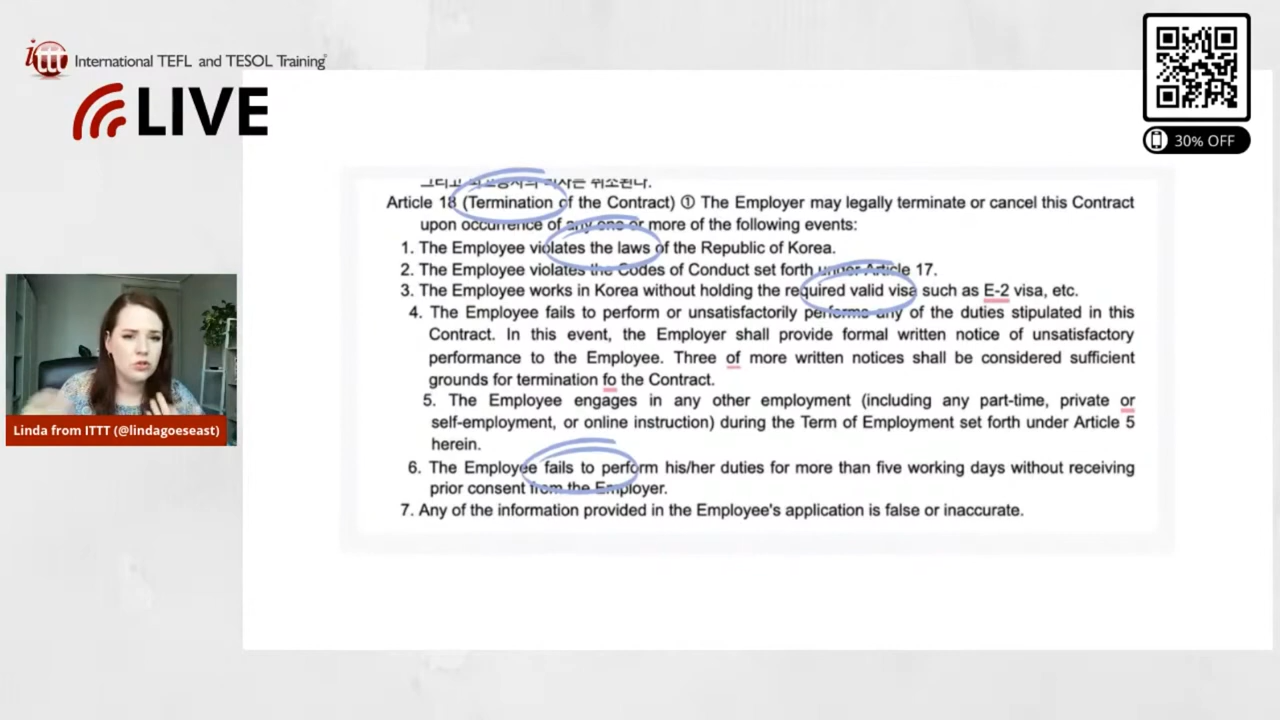 ittt International TEFL and TESOL Training
LIVE
30% OFF
그리고 의 는 취소된다.
Article 18 (Termination of the Contract) ① The Employer may legally terminate or cancel this Contract
upon occurrence of any one or more of the following events:
1. The Employee violates the laws of the Republic of Korea.
2. The Employee violates the Codes of Conduct set forth under Article 17.
3. The Employee works in Korea without holding the required valid visa such as E-2 visa, etc.
4. The Employee fails to perform or unsatisfactorily performs any of the duties stipulated in this
Contract. In this event, the Employer shall provide formal written notice of unsatisfactory
performance to the Employee. Three of more written notices shall be considered sufficient
grounds for termination fo the Contract.
5. The Employee engages in any other employment (including any part-time, private or
self-employment, or online instruction) during the Term of Employment set forth under Article 5
herein.
6. The Employee fails to perform his/her duties for more than five working days without receiving
prior consent from the Employer.
7. Any of the information provided in the Employee's application is false or inaccurate.
Linda from ITTT (@lindagoeseast)